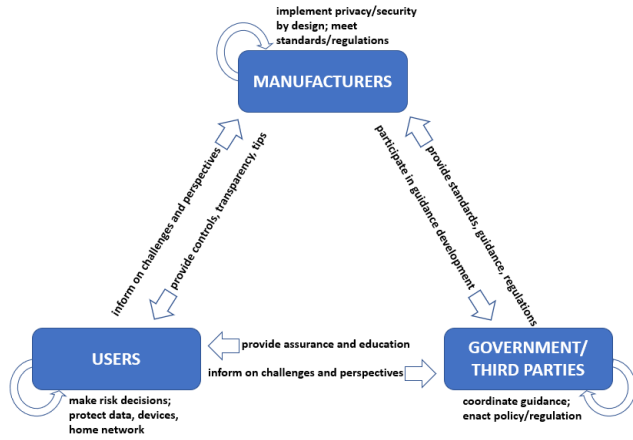 implement privacy/security
by design; meet
standards/regulations
MANUFACTURERS
inform on challenges and perspectives
provide controls, transparency, tips
participate in guidance development
provide standards, guidance, regulations
USERS
provide assurance and education
inform on challenges and perspectives
GOVERNMENT/
THIRD PARTIES
make risk decisions;
protect data, devices,
home network
coordinate guidance;
enact policy/regulation